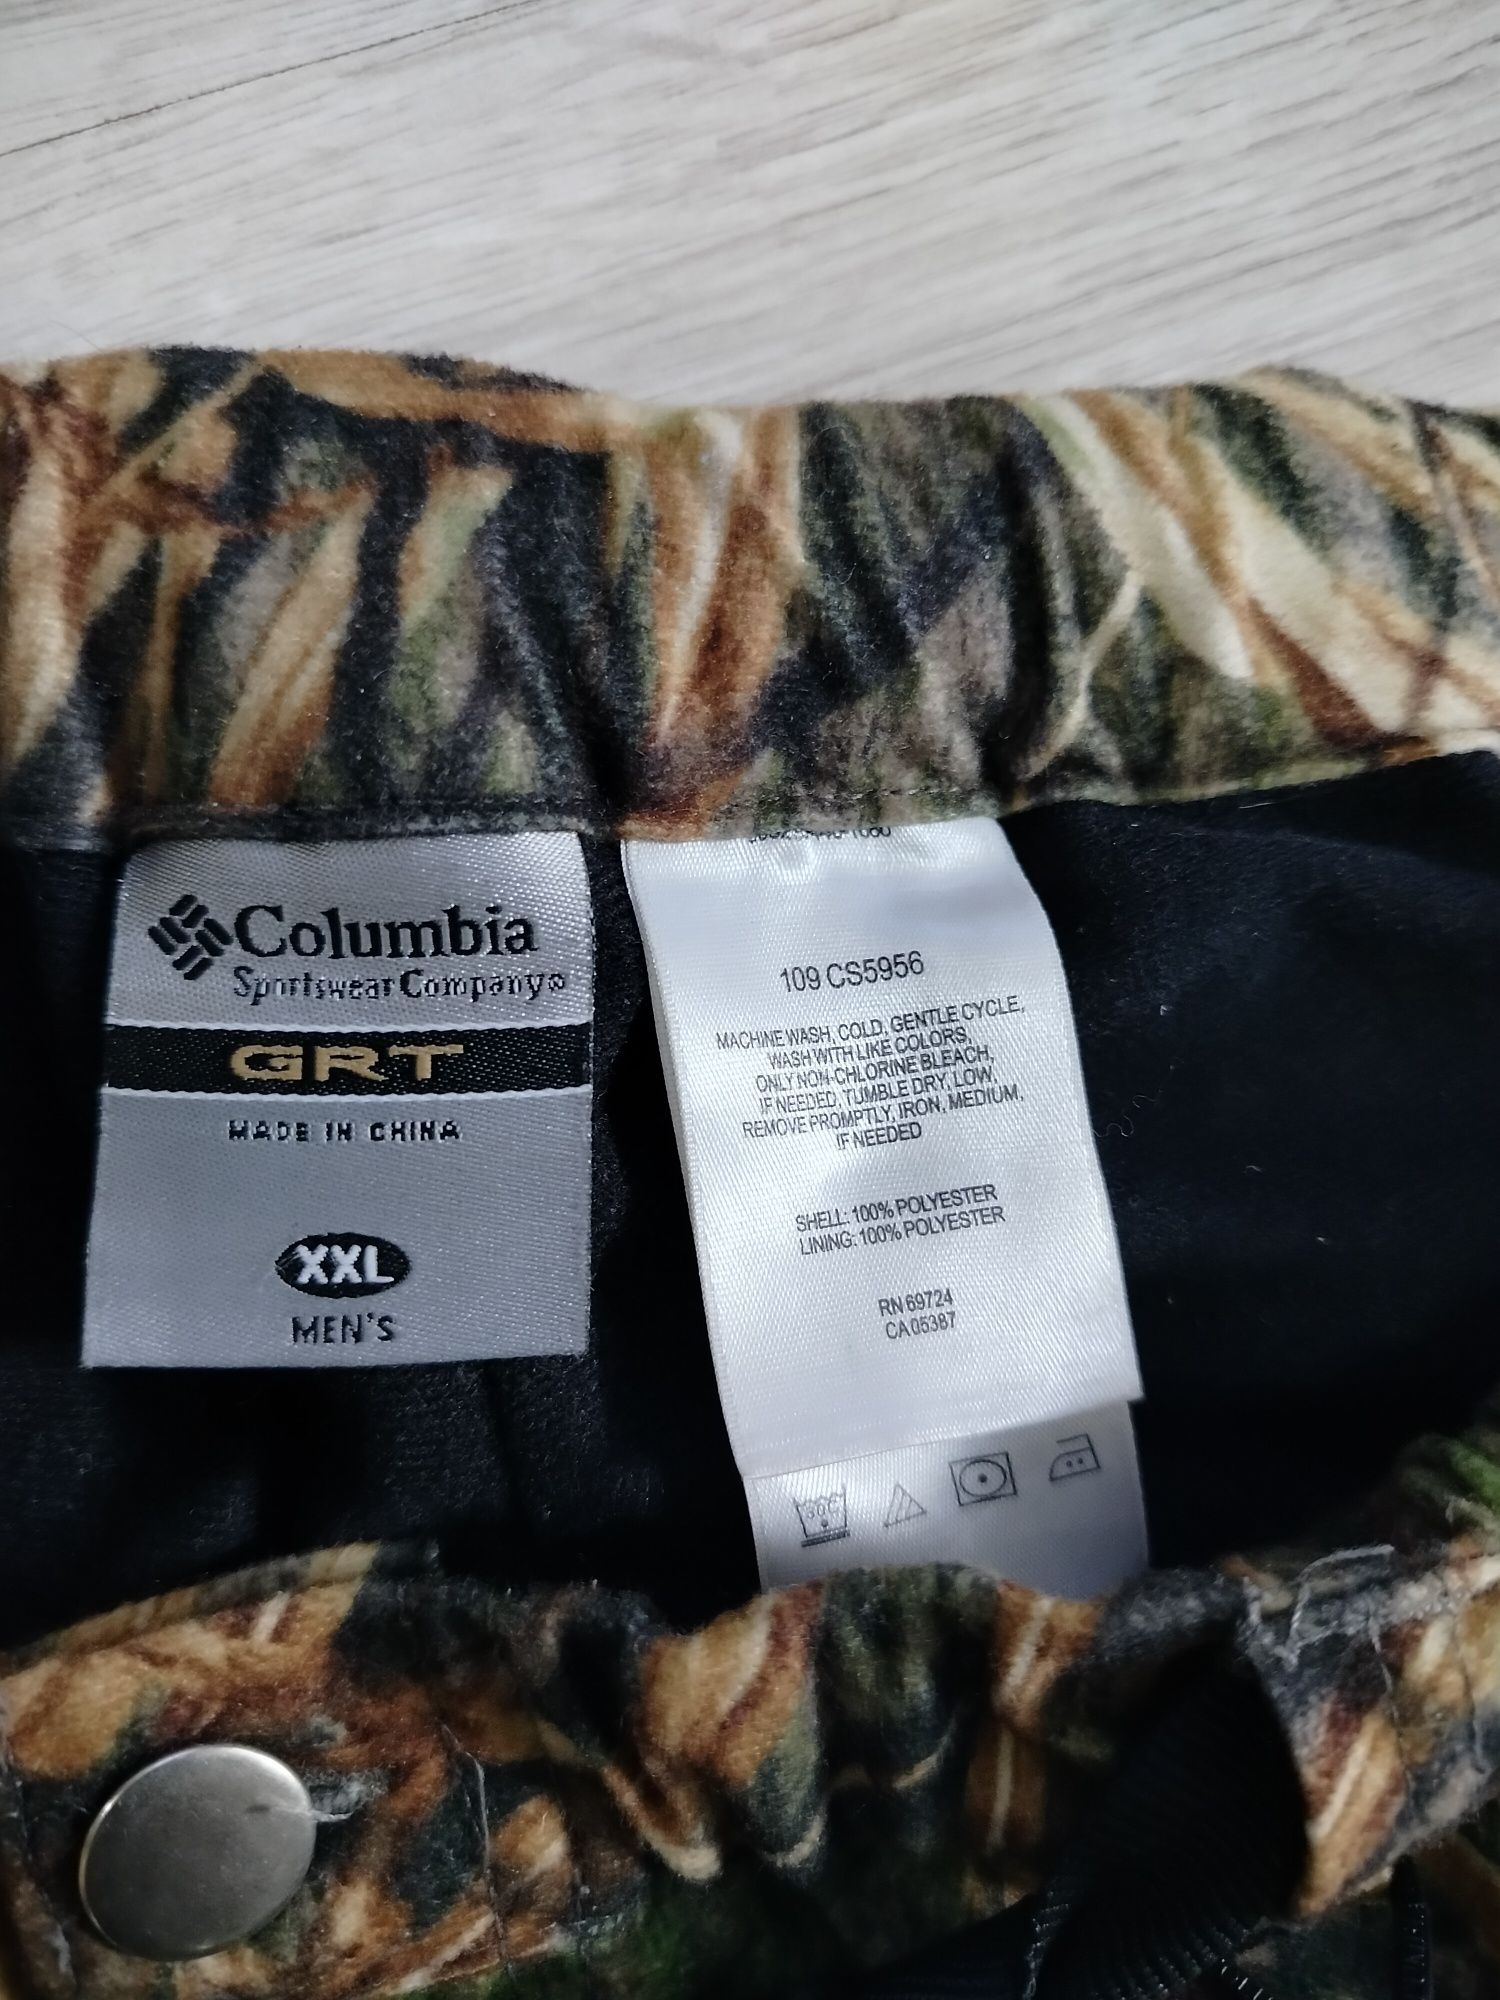 Columbia
Sportswear Company®
GRT
MADE IN CHINA
XXL
MEN'S
109 CS5956
MACHINE WASH, COLD, GENTLE CYCLE,
WASH WITH LIKE COLORS,
ONLY NON-CHLORINE BLEACH,
IF NEEDED, TUMBLE DRY, LOW,
REMOVE PROMPTLY, IRON, MEDIUM,
IF NEEDED
SHELL: 100% POLYESTER
LINING: 100% POLYESTER
RN 69724
CA 05387
30°C